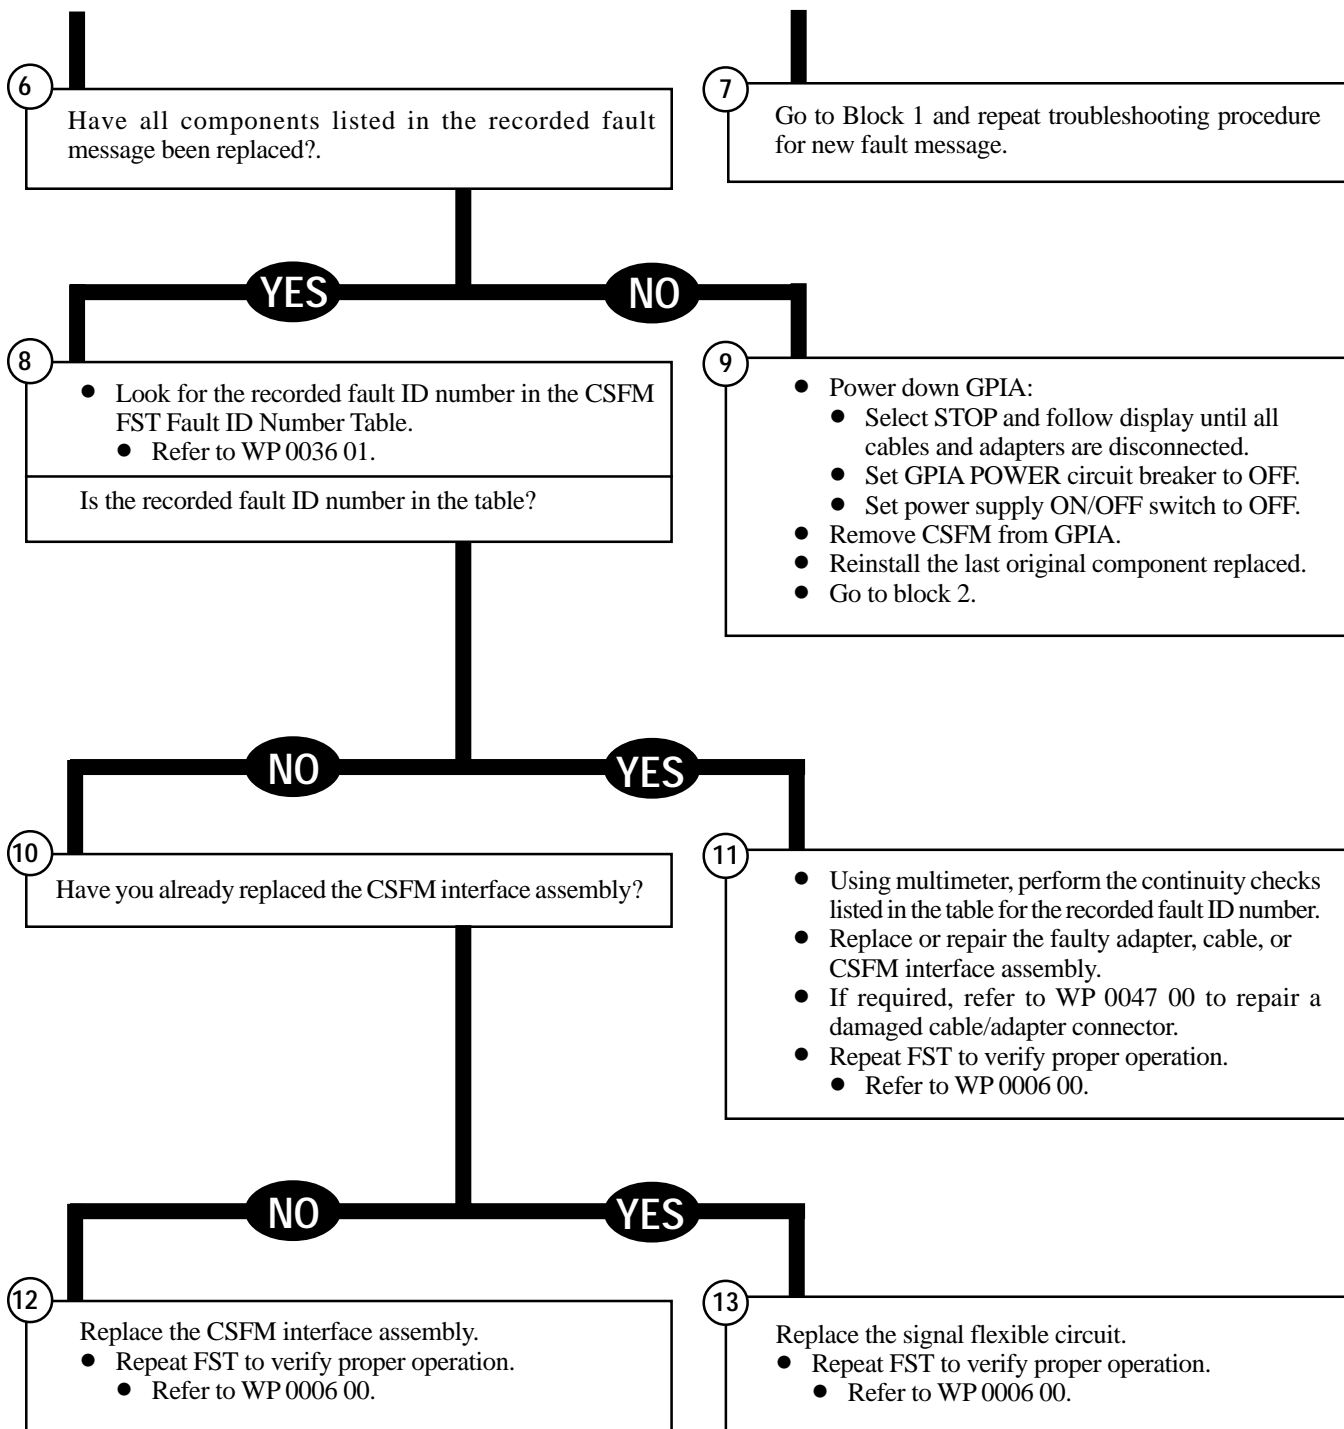 6
Have all components listed in the recorded fault
message been replaced?.
7
Go to Block 1 and repeat troubleshooting procedure
for new fault message.
YES
NO
8
● Look for the recorded fault ID number in the CSFM
FST Fault ID Number Table.
● Refer to WP 0036 01.
Is the recorded fault ID number in the table?
9
● Power down GPIA:
● Select STOP and follow display until all
cables and adapters are disconnected.
● Set GPIA POWER circuit breaker to OFF.
● Set power supply ON/OFF switch to OFF.
● Remove CSFM from GPIA.
● Reinstall the last original component replaced.
● Go to block 2.
NO
YES
10
Have you already replaced the CSFM interface assembly?
11
● Using multimeter, perform the continuity checks
listed in the table for the recorded fault ID number.
● Replace or repair the faulty adapter, cable, or
CSFM interface assembly.
● If required, refer to WP 0047 00 to repair a
damaged cable/adapter connector.
● Repeat FST to verify proper operation.
● Refer to WP 0006 00.
NO
YES
12
Replace the CSFM interface assembly.
● Repeat FST to verify proper operation.
● Refer to WP 0006 00.
13
Replace the signal flexible circuit.
● Repeat FST to verify proper operation.
● Refer to WP 0006 00.